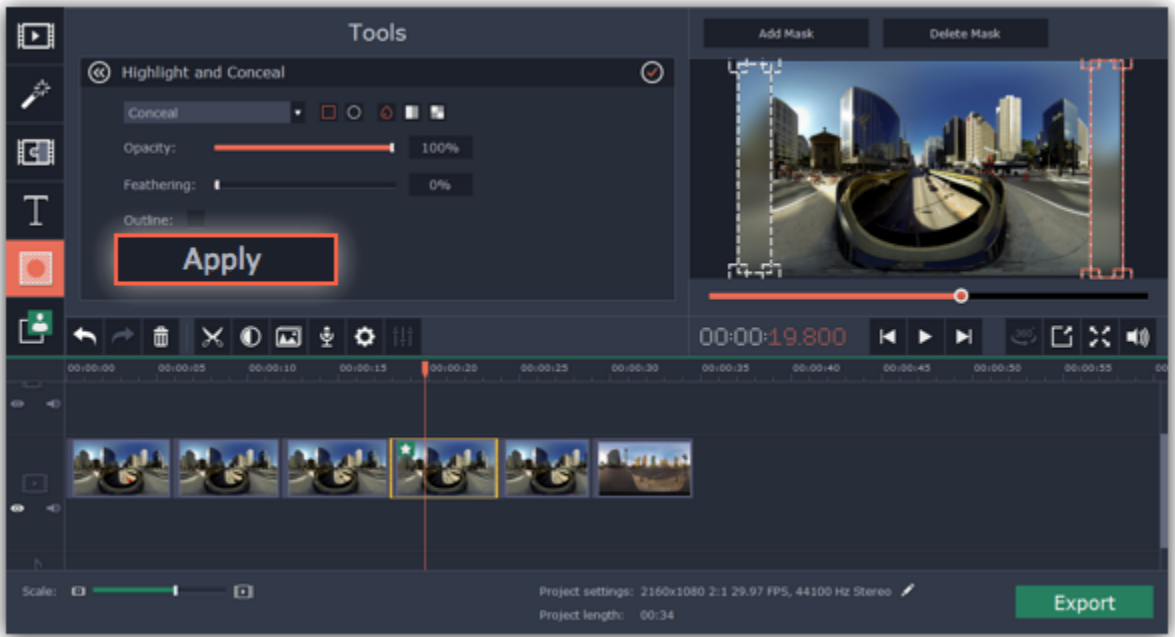 Tools
Add Mask
Delete Mask
Highlight and Conceal
Conceal
Opacity:
100%
Feathering:
0%
Outline:
Apply
T
00:00:19.800
360°
00:00:00
00:00:05
00:00:10
00:00:15
00:00:20
00:00:25
00:00:30
00:00:35
00:00:40
00:00:45
00:00:50
00:00:55
00
Scale:
Project settings: 2160x1080 2:1 29.97 FPS, 44100 Hz Stereo
Project length: 00:34
Export